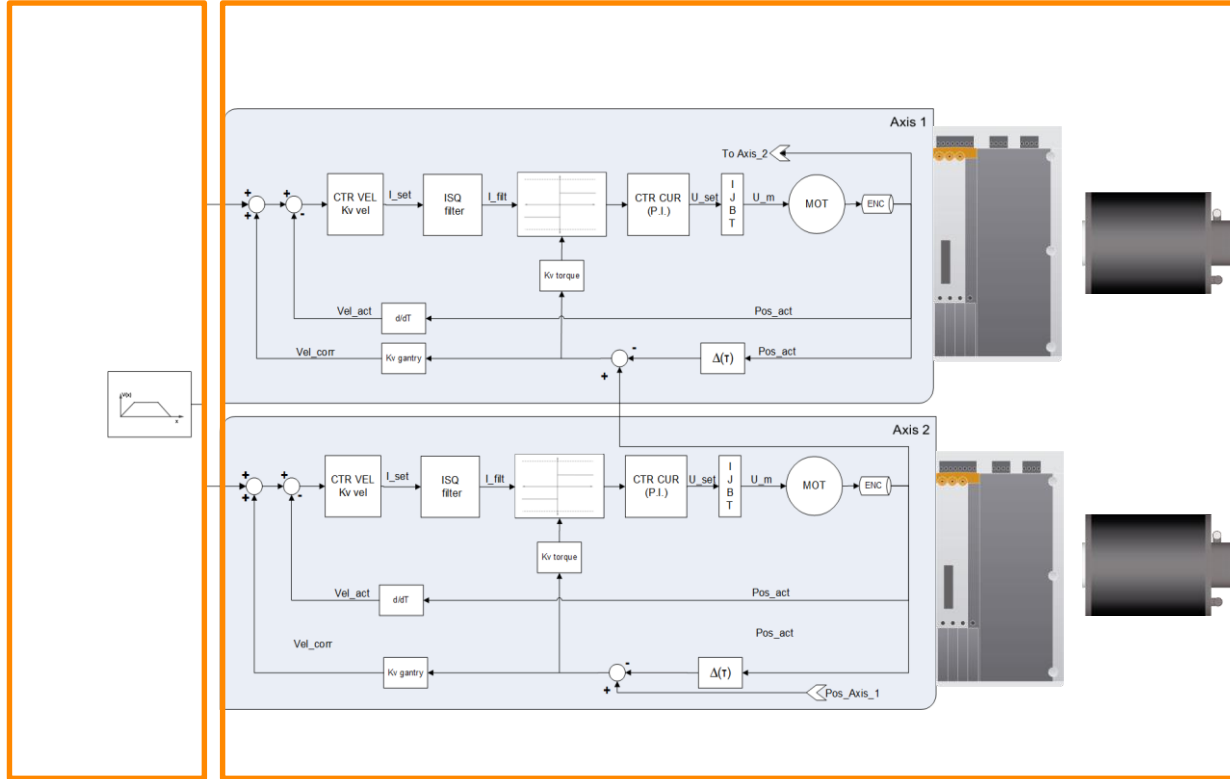 Axis 1
To Axis_2
+
+
+
-
CTR VEL
Kv vel
I_set
ISQ
filter
I_filt
CTR CUR
(P.I.)
U_set
I
J
B
T
U_m
MOT
ENC
Kv torque
Vel_act
d/dT
Pos_act
Vel_corr
Kv gantry
-
+
Δ(τ)
Pos_act
V(x)
x
Axis 2
+
+
+
-
CTR VEL
Kv vel
I_set
ISQ
filter
I_filt
CTR CUR
(P.I.)
U_set
I
J
B
T
U_m
MOT
ENC
Kv torque
Vel_act
d/dT
Pos_act
Vel_corr
Pos_act
Kv gantry
-
+
Δ(τ)
Pos_Axis_1